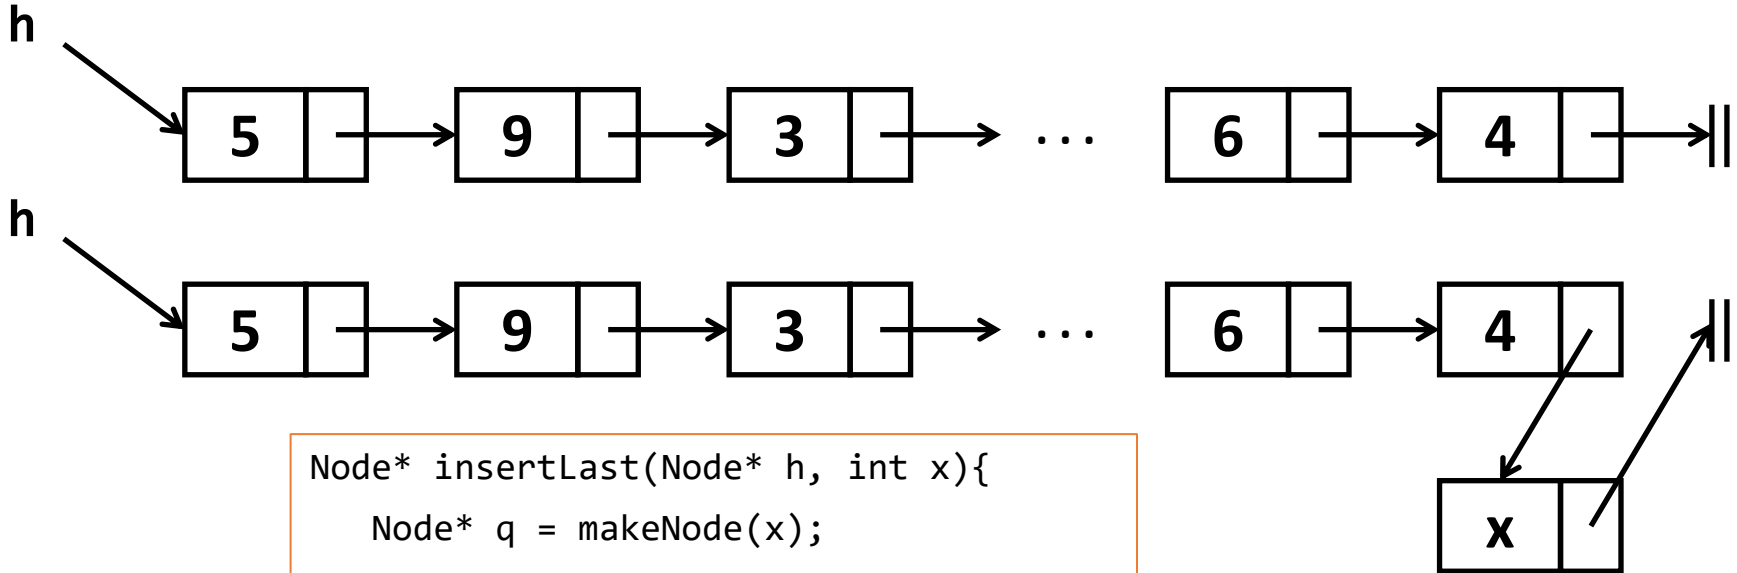 h
5 9 3 ... 6 4
h
5 9 3 ... 6 4
Node* insertLast(Node* h, int x){
Node* q = makeNode(x);
x